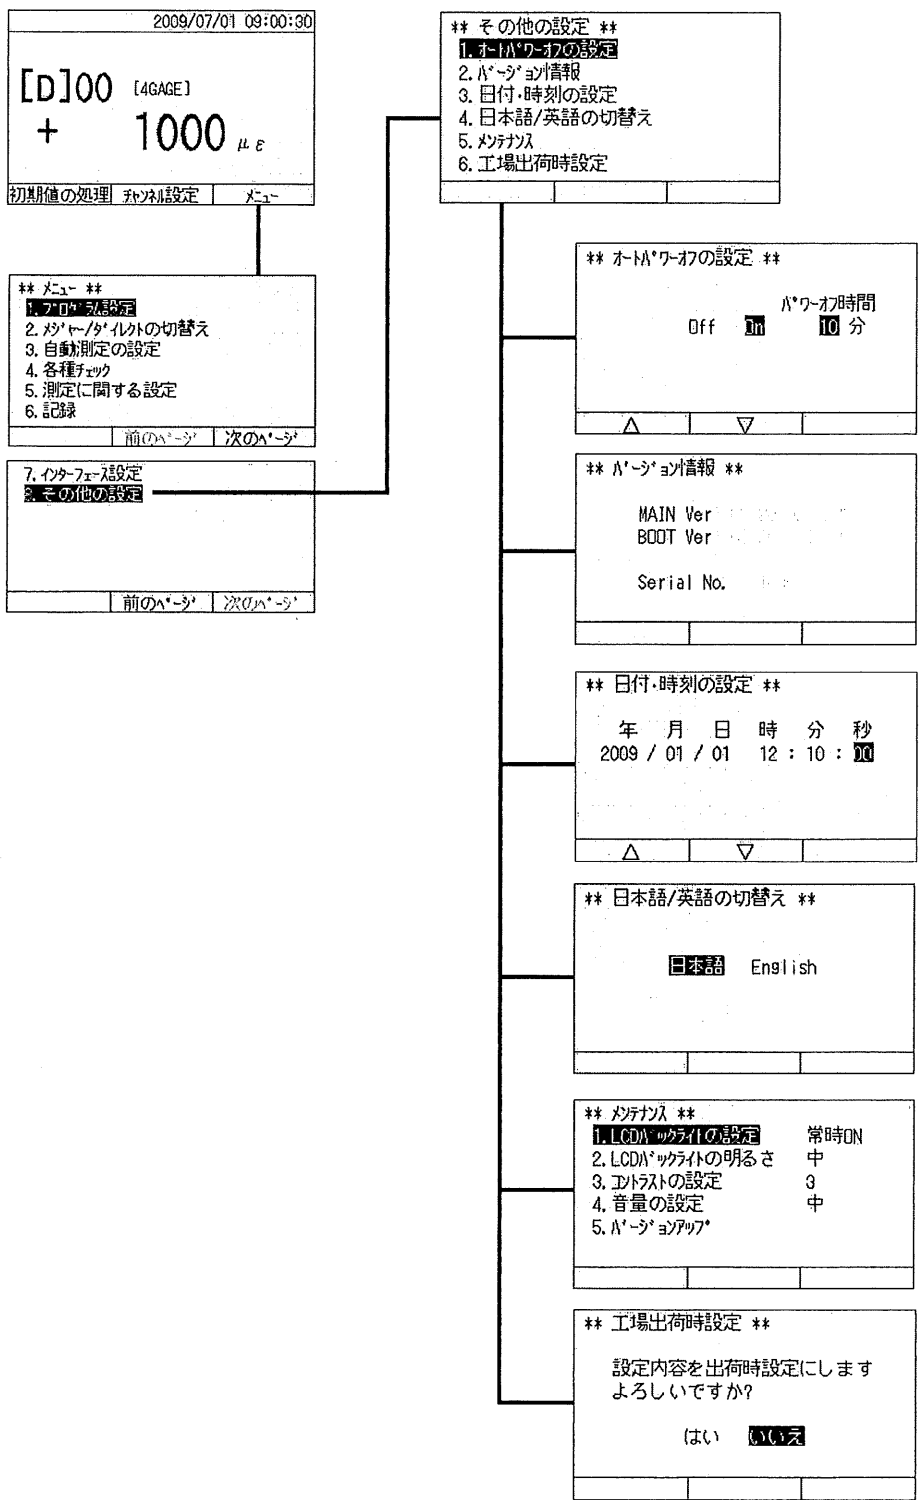 2009/07/01 09:00:30
[D]00 [4GAGE]
+ 1000 με
初期値の処理 ﾁｬﾝﾈﾙ設定 ﾒﾆｭｰ
** ﾒﾆｭｰ **
1. ﾌﾟﾛｸﾞﾗﾑ設定
2. ﾒｼﾞｬｰ/ﾀﾞｲﾚｸﾄの切替え
3. 自動測定の設定
4. 各種ﾁｪｯｸ
5. 測定に関する設定
6. 記録
前のﾍﾟｰｼﾞ 次のﾍﾟｰｼﾞ
7. ｲﾝﾀｰﾌｪｰｽ設定
8. その他の設定
前のﾍﾟｰｼﾞ 次のﾍﾟｰｼﾞ
** その他の設定 **
1. ｵｰﾄﾊﾟﾜｰｵﾌの設定
2. ﾊﾞｰｼﾞｮﾝ情報
3. 日付･時刻の設定
4. 日本語/英語の切替え
5. ﾒﾝﾃﾅﾝｽ
6. 工場出荷時設定
** ｵｰﾄﾊﾟﾜｰｵﾌの設定 **
ﾊﾟﾜｰｵﾌ時間
Off On 10 分
△ ▽
** ﾊﾞｰｼﾞｮﾝ情報 **
MAIN Ver
BOOT Ver
Serial No.
** 日付･時刻の設定 **
年 月 日 時 分 秒
2009 / 01 / 01 12 : 10 : 00
△ ▽
** 日本語/英語の切替え **
日本語 English
** ﾒﾝﾃﾅﾝｽ **
1. LCDﾊﾞｯｸﾗｲﾄの設定 常時ON
2. LCDﾊﾞｯｸﾗｲﾄの明るさ 中
3. ｺﾝﾄﾗｽﾄの設定 3
4. 音量の設定 中
5. ﾊﾞｰｼﾞｮﾝｱｯﾌﾟ
** 工場出荷時設定 **
設定内容を出荷時設定にします
よろしいですか?
はい いいえ